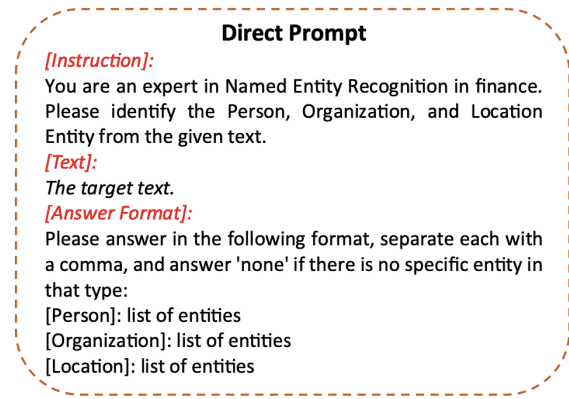 Direct Prompt
[Instruction]:
You are an expert in Named Entity Recognition in finance.
Please identify the Person, Organization, and Location
Entity from the given text.
[Text]:
The target text.
[Answer Format]:
Please answer in the following format, separate each with
a comma, and answer 'none' if there is no specific entity in
that type:
[Person]: list of entities
[Organization]: list of entities
[Location]: list of entities